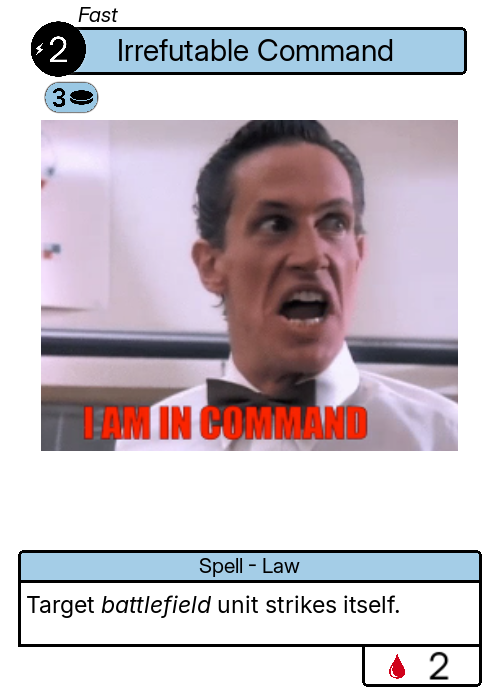 Fast
2 Irrefutable Command
3
I AM IN COMMAND
Spell - Law
Target battlefield unit strikes itself.
2